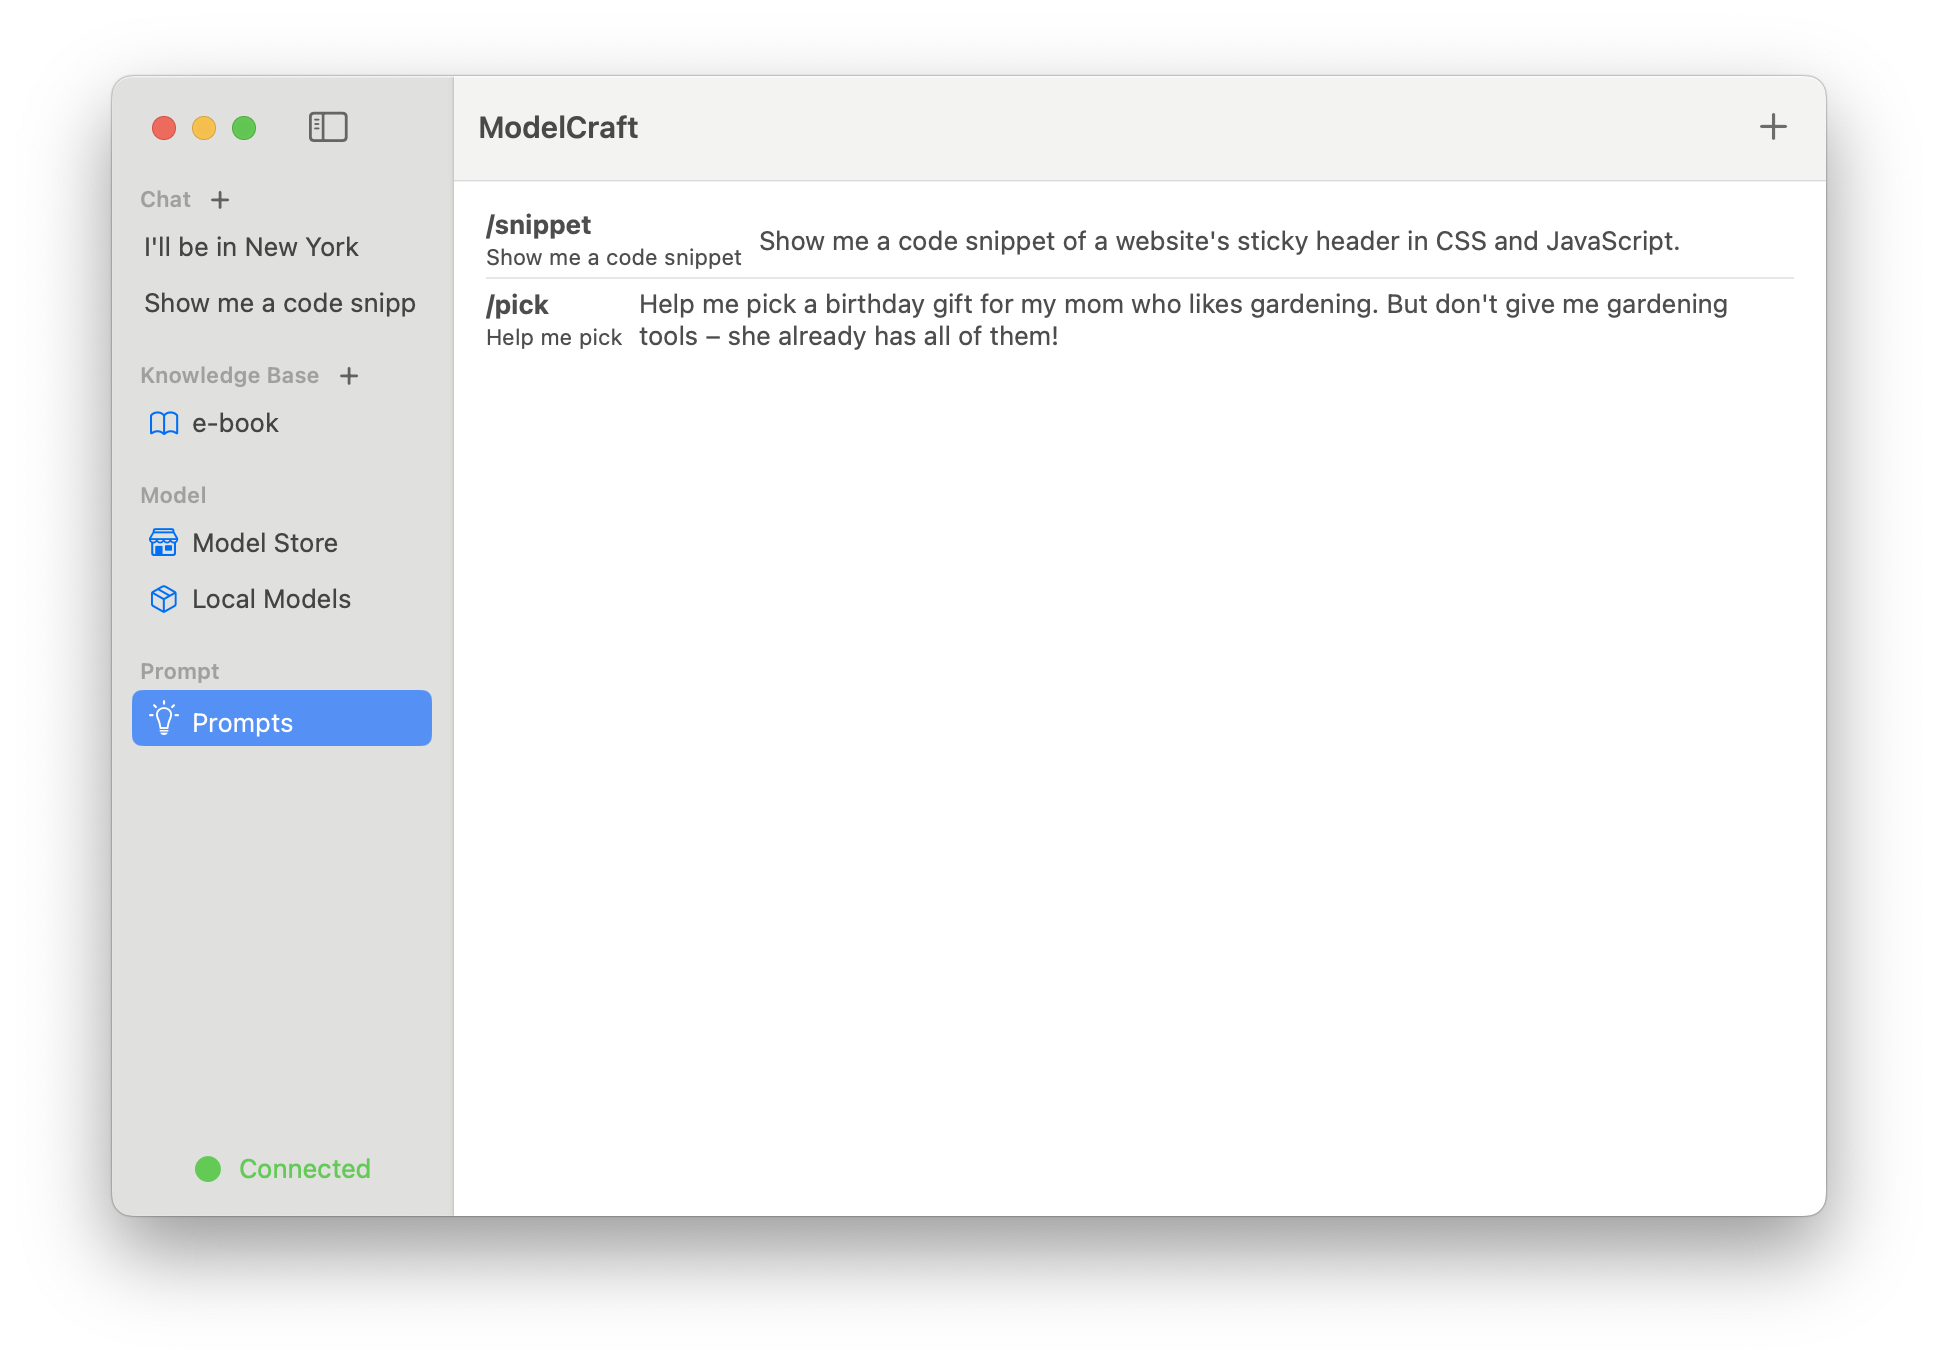 ModelCraft
Chat
I'll be in New York
Show me a code snipp
Knowledge Base
e-book
Model
Model Store
Local Models
Prompt
Prompts
Connected
/snippet
Show me a code snippet
Show me a code snippet of a website's sticky header in CSS and JavaScript.
/pick
Help me pick
Help me pick a birthday gift for my mom who likes gardening. But don't give me gardening
tools – she already has all of them!